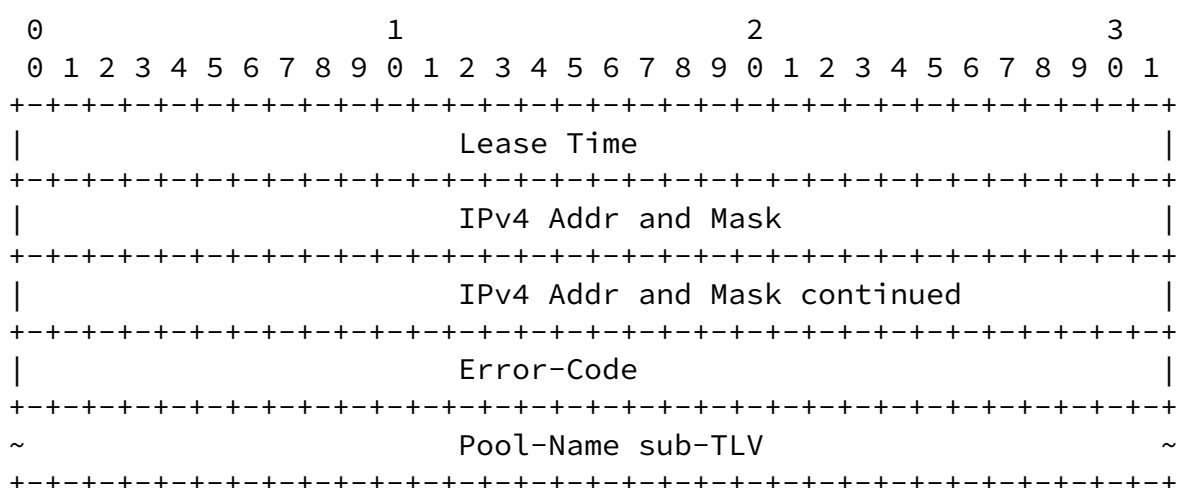 0                   1                   2                   3
 0 1 2 3 4 5 6 7 8 9 0 1 2 3 4 5 6 7 8 9 0 1 2 3 4 5 6 7 8 9 0 1
+-+-+-+-+-+-+-+-+-+-+-+-+-+-+-+-+-+-+-+-+-+-+-+-+-+-+-+-+-+-+-+-+
|                         Lease Time                            |
+-+-+-+-+-+-+-+-+-+-+-+-+-+-+-+-+-+-+-+-+-+-+-+-+-+-+-+-+-+-+-+-+
|                         IPv4 Addr and Mask                    |
+-+-+-+-+-+-+-+-+-+-+-+-+-+-+-+-+-+-+-+-+-+-+-+-+-+-+-+-+-+-+-+-+
|                         IPv4 Addr and Mask continued          |
+-+-+-+-+-+-+-+-+-+-+-+-+-+-+-+-+-+-+-+-+-+-+-+-+-+-+-+-+-+-+-+-+
|                         Error-Code                            |
+-+-+-+-+-+-+-+-+-+-+-+-+-+-+-+-+-+-+-+-+-+-+-+-+-+-+-+-+-+-+-+-+
~                         Pool-Name sub-TLV                     ~
+-+-+-+-+-+-+-+-+-+-+-+-+-+-+-+-+-+-+-+-+-+-+-+-+-+-+-+-+-+-+-+-+